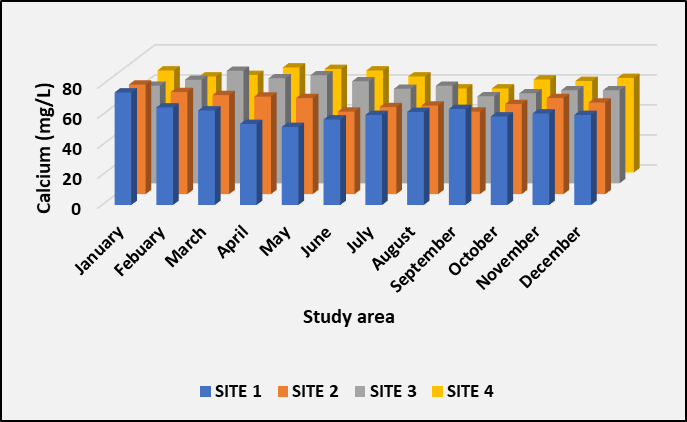 Calcium (mg/L)
80
60
40
20
0
January
Febuary
March
April
May
June
July
August
September
October
November
December
Study area
SITE 1 SITE 2 SITE 3 SITE 4